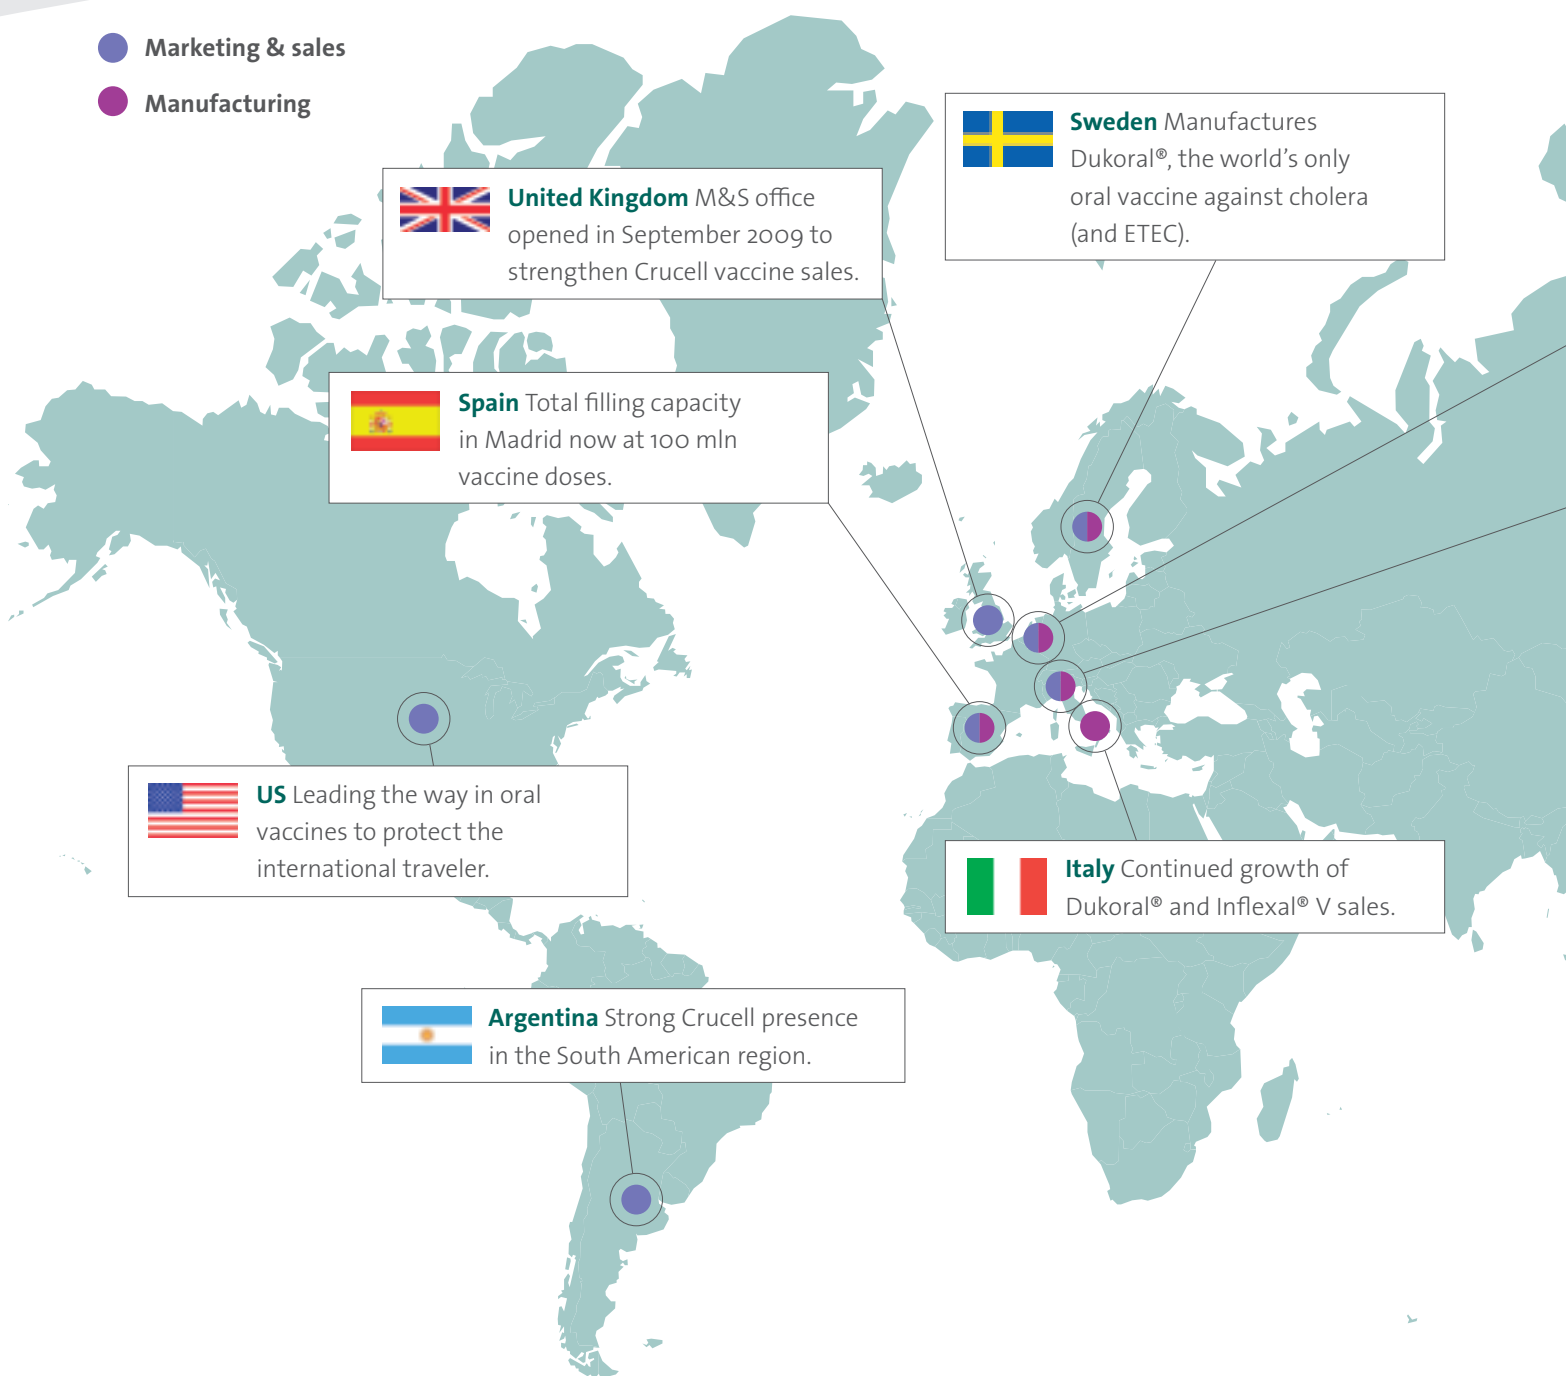 Marketing & sales
Manufacturing
Sweden Manufactures
Dukoral®, the world's only
oral vaccine against cholera
(and ETEC).
United Kingdom M&S office
opened in September 2009 to
strengthen Crucell vaccine sales.
Spain Total filling capacity
in Madrid now at 100 mln
vaccine doses.
US Leading the way in oral
vaccines to protect the
international traveler.
Italy Continued growth of
Dukoral® and Inflexal® V sales.
Argentina Strong Crucell presence
in the South American region.